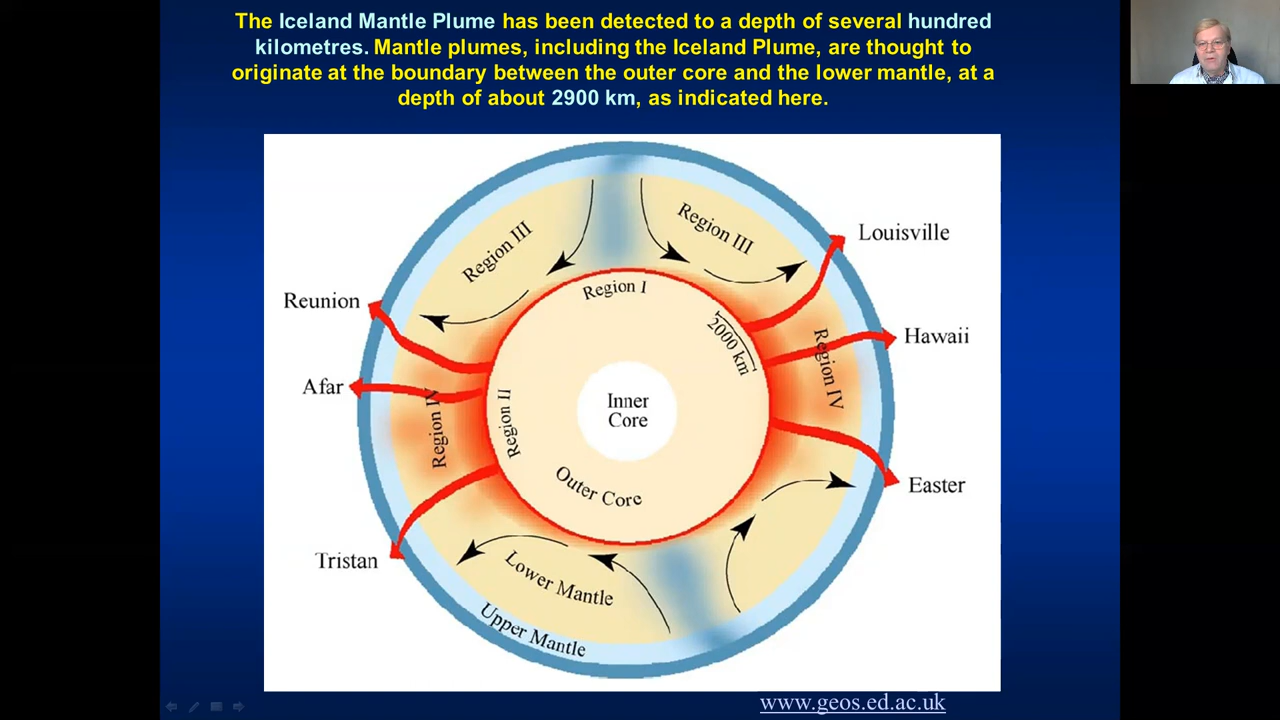 The Iceland Mantle Plume has been detected to a depth of several hundred
kilometres. Mantle plumes, including the Iceland Plume, are thought to
originate at the boundary between the outer core and the lower mantle, at a
depth of about 2900 km, as indicated here.
Region III
Region III
Louisville
Reunion
Region I
2000 km
Hawaii
Region IV
Afar
Region IV
Region II
Inner
Core
Outer Core
Easter
Tristan
Lower Mantle
Upper Mantle
www.geos.ed.ac.uk